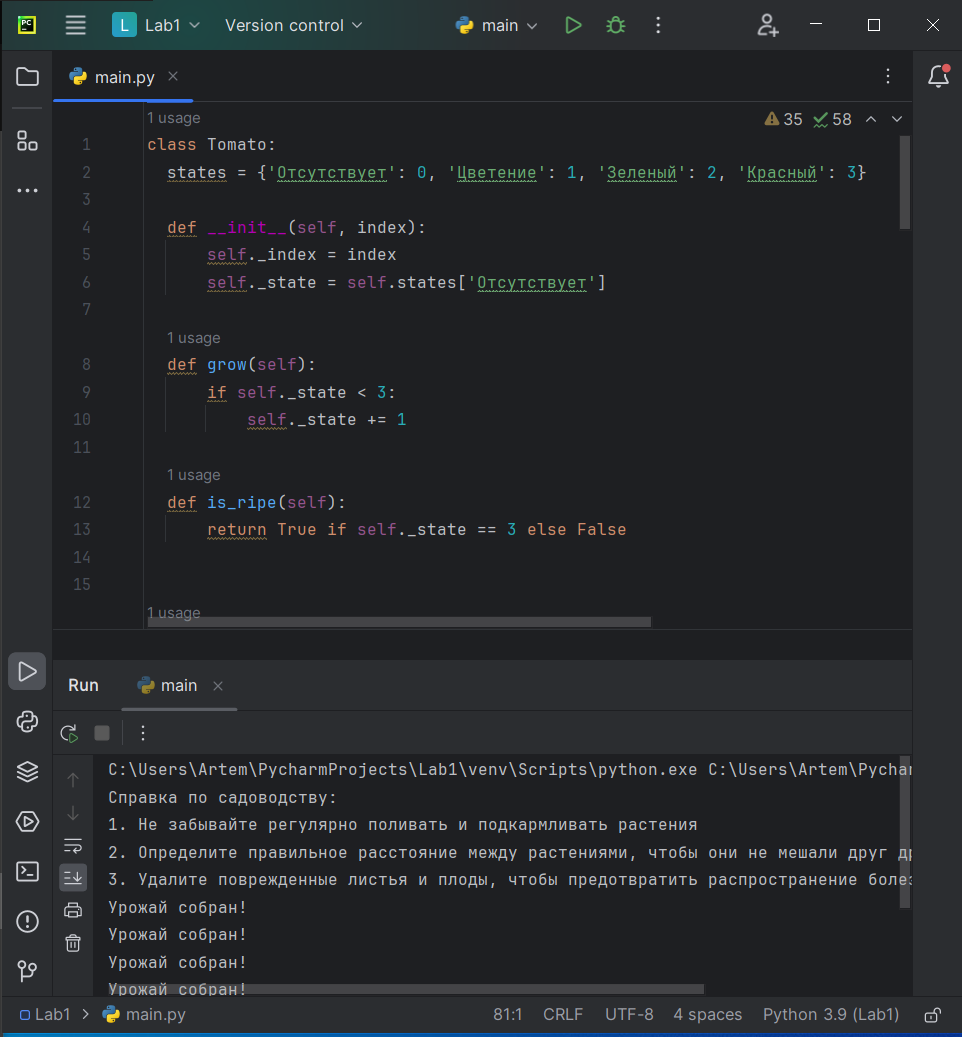 PC L Lab1 Version control main
main.py
1 usage 35 58
1 class Tomato:
2 states = {'Отсутствует': 0, 'Цветение': 1, 'Зеленый': 2, 'Красный': 3}
3
4 def __init__(self, index):
5 self._index = index
6 self._state = self.states['Отсутствует']
7
1 usage
8 def grow(self):
9 if self._state < 3:
10 self._state += 1
11
1 usage
12 def is_ripe(self):
13 return True if self._state == 3 else False
14
15
1 usage
Run main
C:\Users\Artem\PycharmProjects\Lab1\venv\Scripts\python.exe C:\Users\Artem\Pychar
Справка по садоводству:
1. Не забывайте регулярно поливать и подкармливать растения
2. Определите правильное расстояние между растениями, чтобы они не мешали друг
3. Удалите поврежденные листья и плоды, чтобы предотвратить распространение
Урожай собран!
Урожай собран!
Урожай собран!
Урожай собран!
Lab1 > main.py 81:1 CRLF UTF-8 4 spaces Python 3.9 (Lab1)